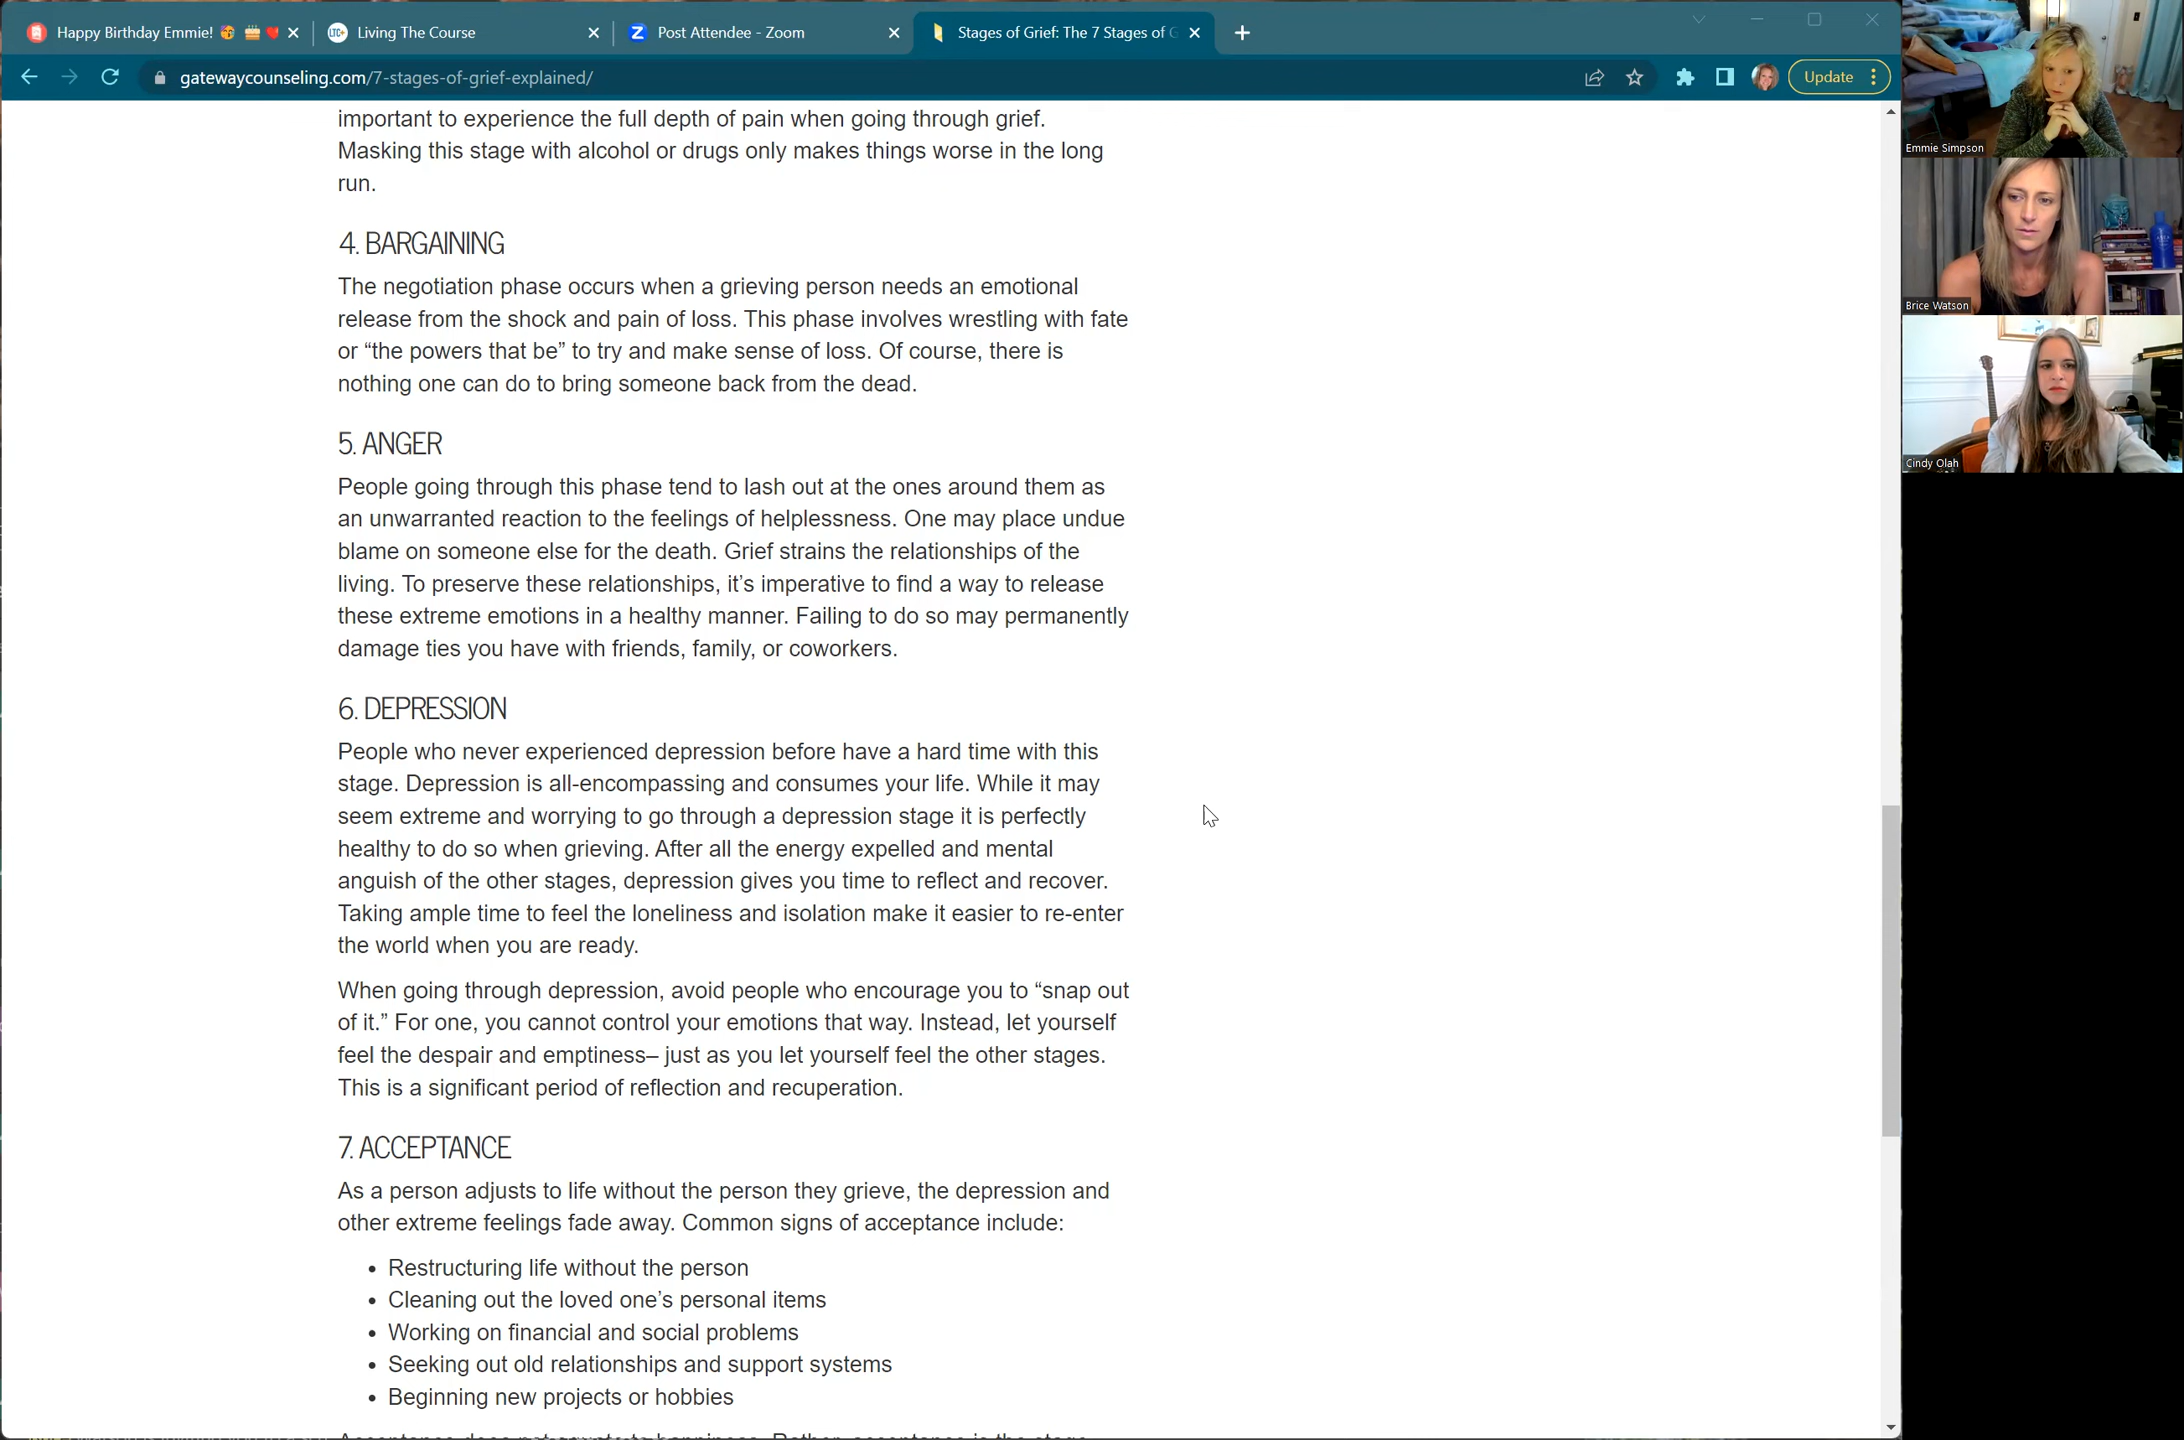 Happy Birthday Emmie!
Living The Course
Post Attendee - Zoom
Stages of Grief: The 7 Stages of G
gatewaycounseling.com/7-stages-of-grief-explained/
Update
important to experience the full depth of pain when going through grief.
Masking this stage with alcohol or drugs only makes things worse in the long
run.
4. BARGAINING
The negotiation phase occurs when a grieving person needs an emotional
release from the shock and pain of loss. This phase involves wrestling with fate
or “the powers that be” to try and make sense of loss. Of course, there is
nothing one can do to bring someone back from the dead.
5. ANGER
People going through this phase tend to lash out at the ones around them as
an unwarranted reaction to the feelings of helplessness. One may place undue
blame on someone else for the death. Grief strains the relationships of the
living. To preserve these relationships, it’s imperative to find a way to release
these extreme emotions in a healthy manner. Failing to do so may permanently
damage ties you have with friends, family, or coworkers.
6. DEPRESSION
People who never experienced depression before have a hard time with this
stage. Depression is all-encompassing and consumes your life. While it may
seem extreme and worrying to go through a depression stage it is perfectly
healthy to do so when grieving. After all the energy expelled and mental
anguish of the other stages, depression gives you time to reflect and recover.
Taking ample time to feel the loneliness and isolation make it easier to re-enter
the world when you are ready.
When going through depression, avoid people who encourage you to “snap out
of it.” For one, you cannot control your emotions that way. Instead, let yourself
feel the despair and emptiness– just as you let yourself feel the other stages.
This is a significant period of reflection and recuperation.
7. ACCEPTANCE
As a person adjusts to life without the person they grieve, the depression and
other extreme feelings fade away. Common signs of acceptance include:
• Restructuring life without the person
• Cleaning out the loved one’s personal items
• Working on financial and social problems
• Seeking out old relationships and support systems
• Beginning new projects or hobbies
Emmie Simpson
Brice Watson
Cindy Olah